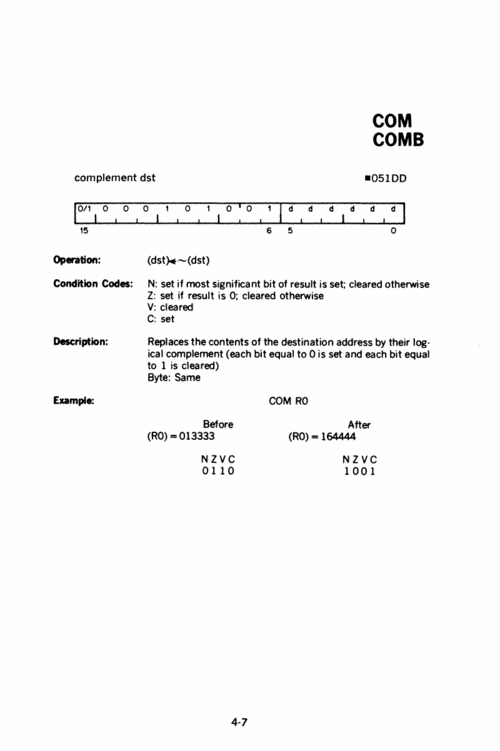 COM
COMB
complement dst ■051DD
0/1 0 0 0 1 0 1 0 0 1 d d d d d d
15 6 5 0
Operation: (dst)←~(dst)
Condition Codes: N: set if most significant bit of result is set; cleared otherwise
Z: set if result is 0; cleared otherwise
V: cleared
C: set
Description: Replaces the contents of the destination address by their log-
ical complement (each bit equal to 0 is set and each bit equal
to 1 is cleared)
Byte: Same
Example: COM R0
Before After
(R0) = 013333 (R0) = 164444
N Z V C N Z V C
0 1 1 0 1 0 0 1
4-7